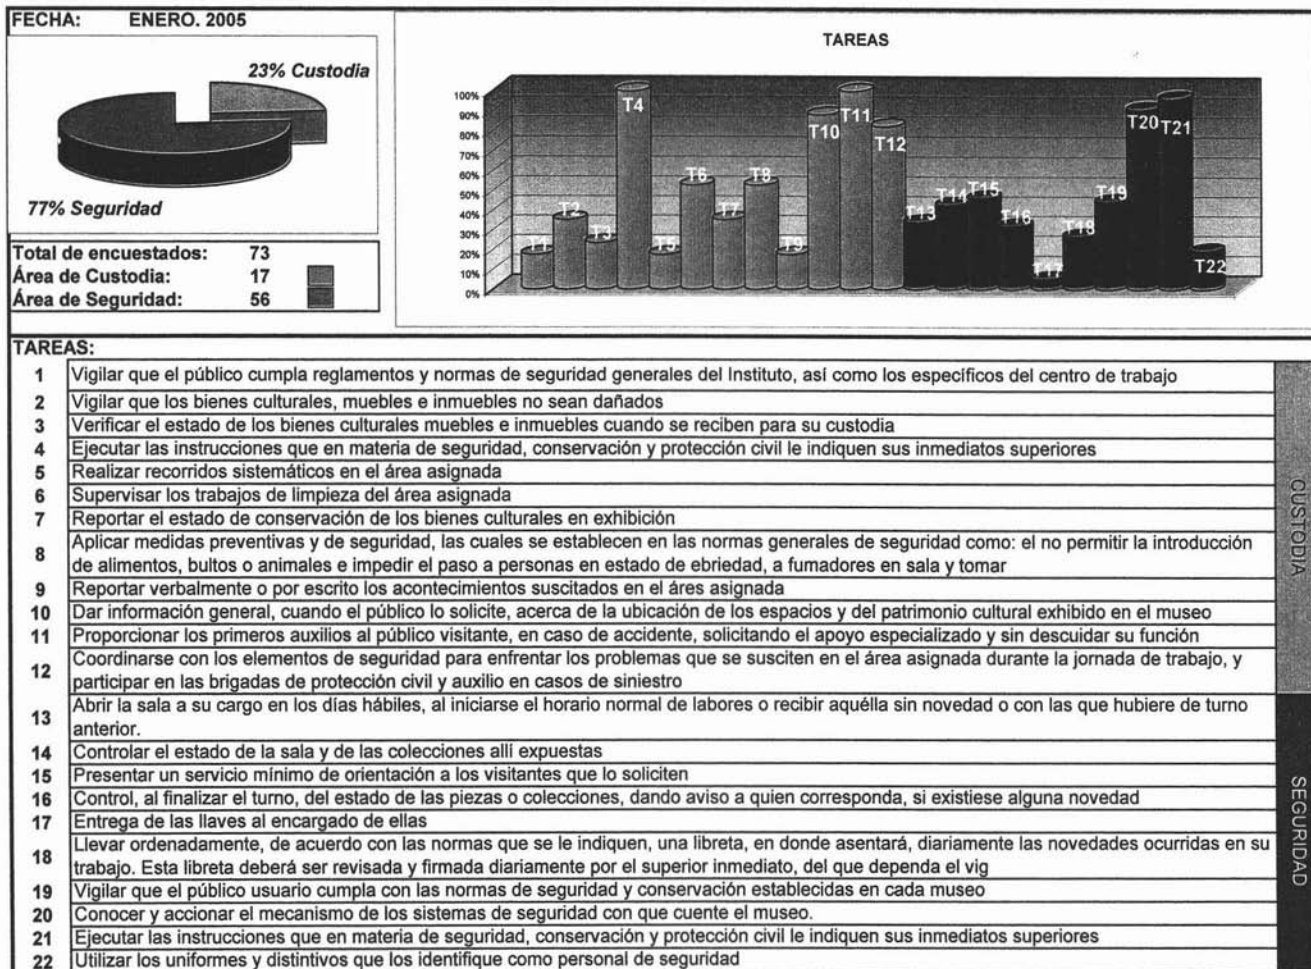 FECHA: ENERO. 2005
23% Custodia
77% Seguridad
Total de encuestados: 73
Área de Custodia: 17
Área de Seguridad: 56
TAREAS
100%
90%
80%
70%
60%
50%
40%
30%
20%
10%
0%
T1 T2 T3 T4 T5 T6 T7 T8 T9 T10 T11 T12 T13 T14 T15 T16 T17 T18 T19 T20 T21 T22
TAREAS:
1 Vigilar que el público cumpla reglamentos y normas de seguridad generales del Instituto, así como los específicos del centro de trabajo
2 Vigilar que los bienes culturales, muebles e inmuebles no sean dañados
3 Verificar el estado de los bienes culturales muebles e inmuebles cuando se reciben para su custodia
4 Ejecutar las instrucciones que en materia de seguridad, conservación y protección civil le indiquen sus inmediatos superiores
5 Realizar recorridos sistemáticos en el área asignada
6 Supervisar los trabajos de limpieza del área asignada
7 Reportar el estado de conservación de los bienes culturales en exhibición
8 Aplicar medidas preventivas y de seguridad, las cuales se establecen en las normas generales de seguridad como: el no permitir la introducción
de alimentos, bultos o animales e impedir el paso a personas en estado de ebriedad, a fumadores en sala y tomar
9 Reportar verbalmente o por escrito los acontecimientos suscitados en el áres asignada
10 Dar información general, cuando el público lo solicite, acerca de la ubicación de los espacios y del patrimonio cultural exhibido en el museo
11 Proporcionar los primeros auxilios al público visitante, en caso de accidente, solicitando el apoyo especializado y sin descuidar su función
12 Coordinarse con los elementos de seguridad para enfrentar los problemas que se susciten en el área asignada durante la jornada de trabajo, y
participar en las brigadas de protección civil y auxilio en casos de siniestro
CUSTODIA
13 Abrir la sala a su cargo en los días hábiles, al iniciarse el horario normal de labores o recibir aquélla sin novedad o con las que hubiere de turno
anterior.
14 Controlar el estado de la sala y de las colecciones allí expuestas
15 Presentar un servicio mínimo de orientación a los visitantes que lo soliciten
16 Control, al finalizar el turno, del estado de las piezas o colecciones, dando aviso a quien corresponda, si existiese alguna novedad
17 Entrega de las llaves al encargado de ellas
18 Llevar ordenadamente, de acuerdo con las normas que se le indiquen, una libreta, en donde asentará, diariamente las novedades ocurridas en su
trabajo. Esta libreta deberá ser revisada y firmada diariamente por el superior inmediato, del que dependa el vig
19 Vigilar que el público usuario cumpla con las normas de seguridad y conservación establecidas en cada museo
20 Conocer y accionar el mecanismo de los sistemas de seguridad con que cuente el museo.
21 Ejecutar las instrucciones que en materia de seguridad, conservación y protección civil le indiquen sus inmediatos superiores
22 Utilizar los uniformes y distintivos que los identifique como personal de seguridad
SEGURIDAD